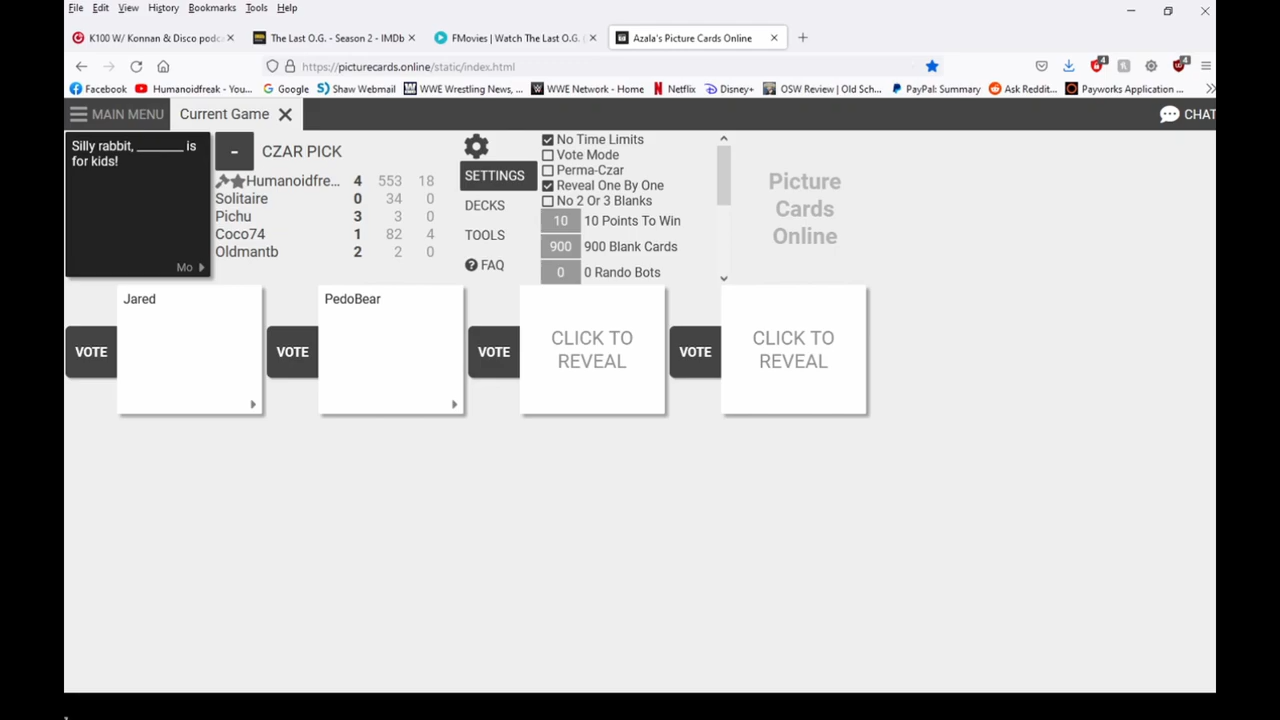 File Edit View History Bookmarks Tools Help
K100 W/ Konnan & Disco podc
The Last O.G. - Season 2 - IMDb
FMovies | Watch The Last O.G. (
Azala's Picture Cards Online
https://picturecards.online/static/index.html
4
4
Facebook
Humanoidfreak - You...
Google
Shaw Webmail
WWE Wrestling News, ...
WWE Network - Home
Netflix
Disney+
OSW Review | Old Sch...
PayPal: Summary
Ask Reddit...
Payworks Application ...
MAIN MENU
Current Game
CHAT
Silly rabbit, _______ is
for kids!
Mo
-
CZAR PICK
Humanoidfre... 4 553 18
Solitaire 0 34 0
Pichu 3 3 0
Coco74 1 82 4
Oldmantb 2 2 0
SETTINGS
DECKS
TOOLS
FAQ
No Time Limits
Vote Mode
Perma-Czar
Reveal One By One
No 2 Or 3 Blanks
10 10 Points To Win
900 900 Blank Cards
0 0 Rando Bots
Picture
Cards
Online
VOTE
Jared
VOTE
PedoBear
VOTE
CLICK TO
REVEAL
VOTE
CLICK TO
REVEAL